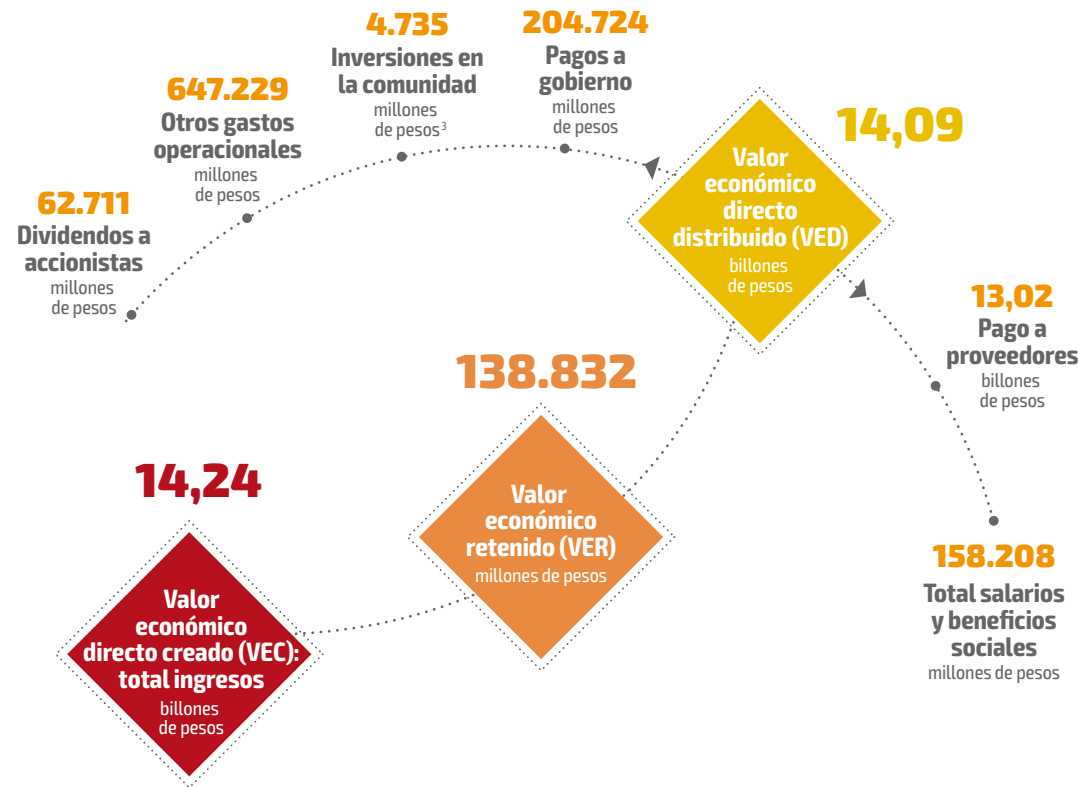 62.711
Dividendos a
accionistas
millones
de pesos
647.229
Otros gastos
operacionales
millones
de pesos
4.735
Inversiones en
la comunidad
millones
de pesos³
204.724
Pagos a
gobierno
millones
de pesos
14,09
Valor
económico
directo
distribuido (VED)
billones
de pesos
13,02
Pago a
proveedores
billones
de pesos
158.208
Total salarios
y beneficios
sociales
millones de pesos
138.832
Valor
económico
retenido (VER)
millones de pesos
14,24
Valor
económico
directo creado (VEC):
total ingresos
billones
de pesos